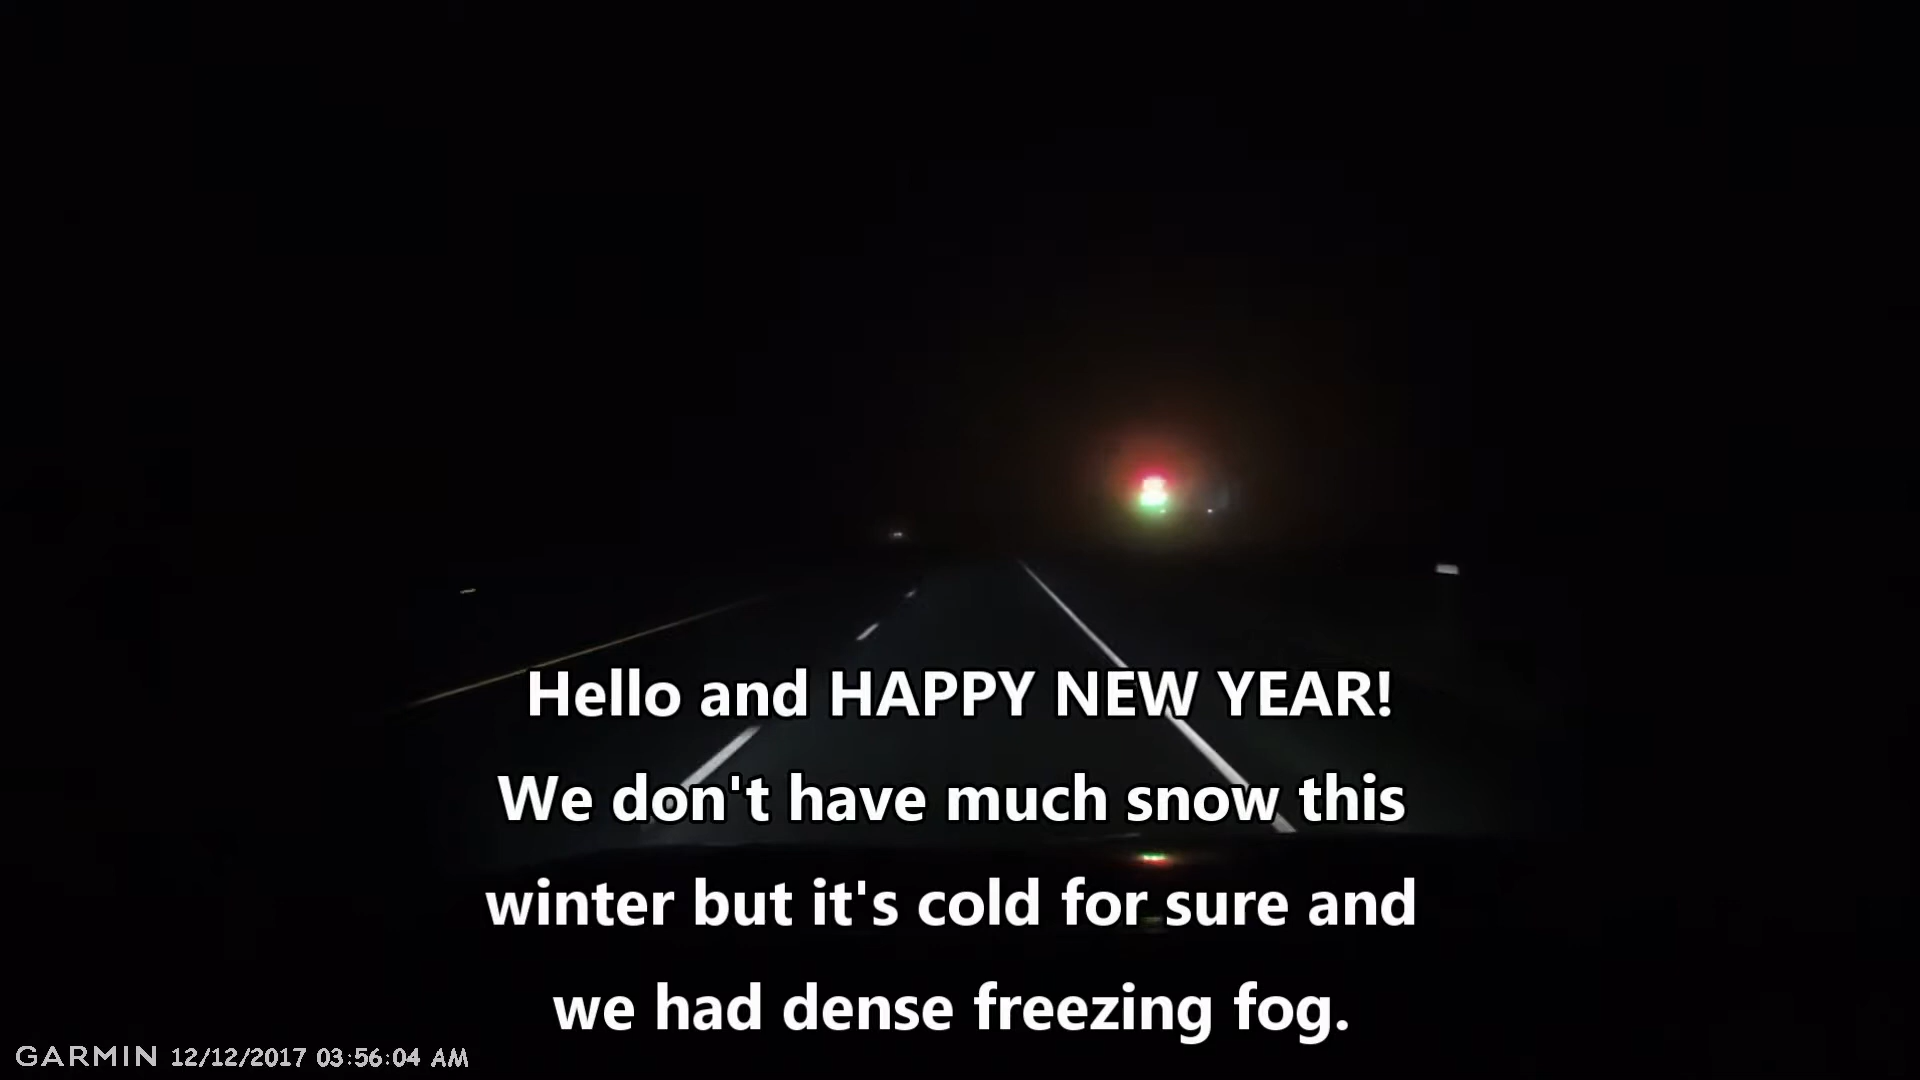 Hello and HAPPY NEW YEAR!
We don't have much snow this
winter but it's cold for sure and
we had dense freezing fog.
GARMIN 12/12/2017 03:56:04 AM